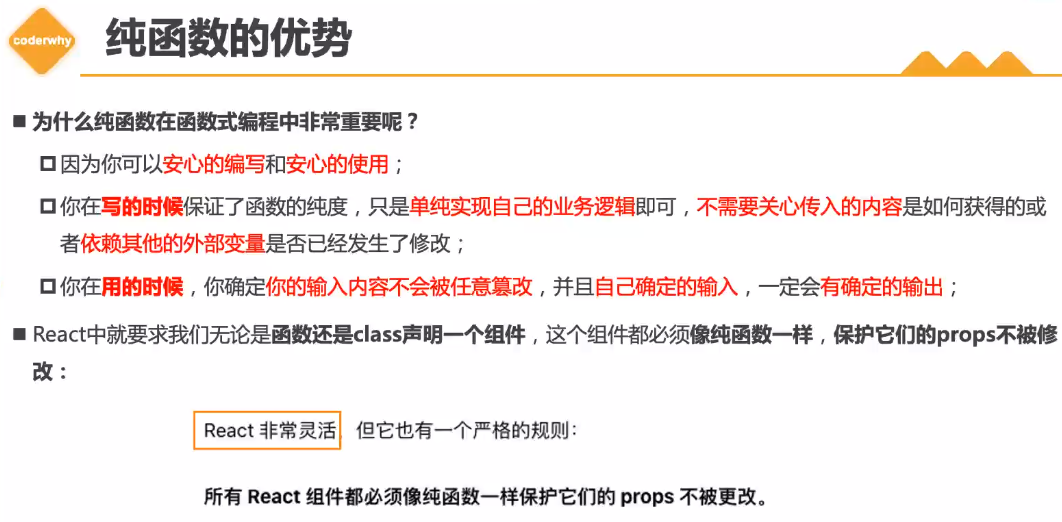 coderwhy
纯函数的优势
为什么纯函数在函数式编程中非常重要呢？
因为你可以安心的编写和安心的使用；
你在写的时候保证了函数的纯度，只是单纯实现自己的业务逻辑即可，不需要关心传入的内容是如何获得的或
者依赖其他的外部变量是否已经发生了修改；
你在用的时候，你确定你的输入内容不会被任意篡改，并且自己确定的输入，一定会有确定的输出；
React中就要求我们无论是函数还是class声明一个组件，这个组件都必须像纯函数一样，保护它们的props不被修
改：
React 非常灵活，但它也有一个严格的规则：
所有 React 组件都必须像纯函数一样保护它们的 props 不被更改。